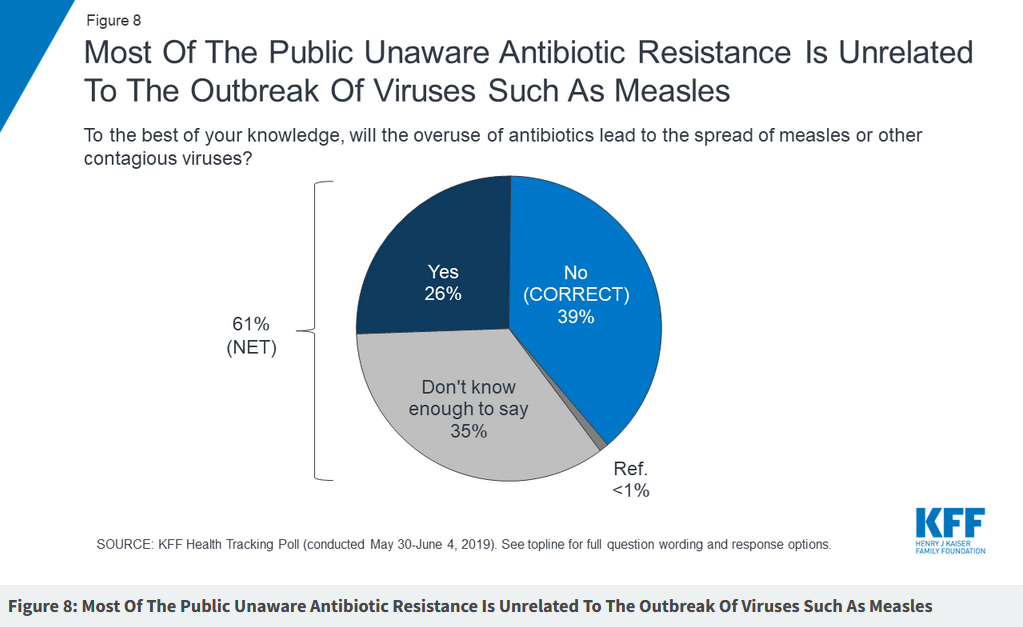 Figure 8
Most Of The Public Unaware Antibiotic Resistance Is Unrelated
To The Outbreak Of Viruses Such As Measles
To the best of your knowledge, will the overuse of antibiotics lead to the spread of measles or other
contagious viruses?
Yes
26%
No
(CORRECT)
39%
61%
(NET)
Don't know
enough to say
35%
Ref.
<1%
KFF
HENRY J KAISER
FAMILY FOUNDATION
SOURCE: KFF Health Tracking Poll (conducted May 30-June 4, 2019). See topline for full question wording and response options.
Figure 8: Most Of The Public Unaware Antibiotic Resistance Is Unrelated To The Outbreak Of Viruses Such As Measles